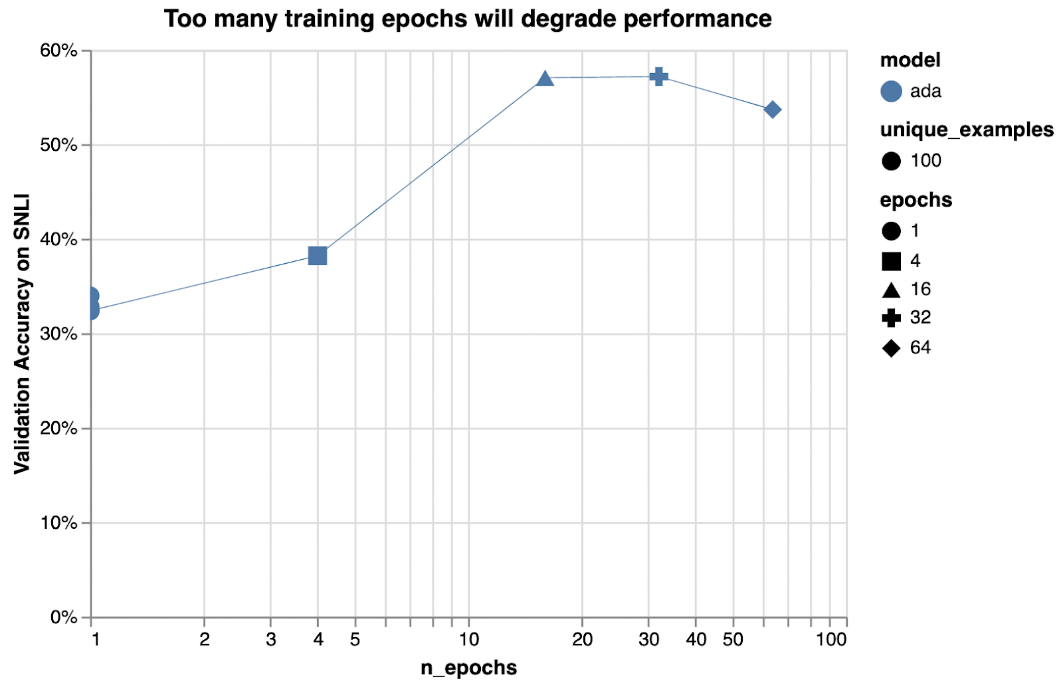 Too many training epochs will degrade performance
60%
50%
40%
30%
20%
10%
0%
Validation Accuracy on SNLI
1 2 3 4 5 10 20 30 40 50 100
n_epochs
model
ada
unique_examples
100
epochs
1
4
16
32
64